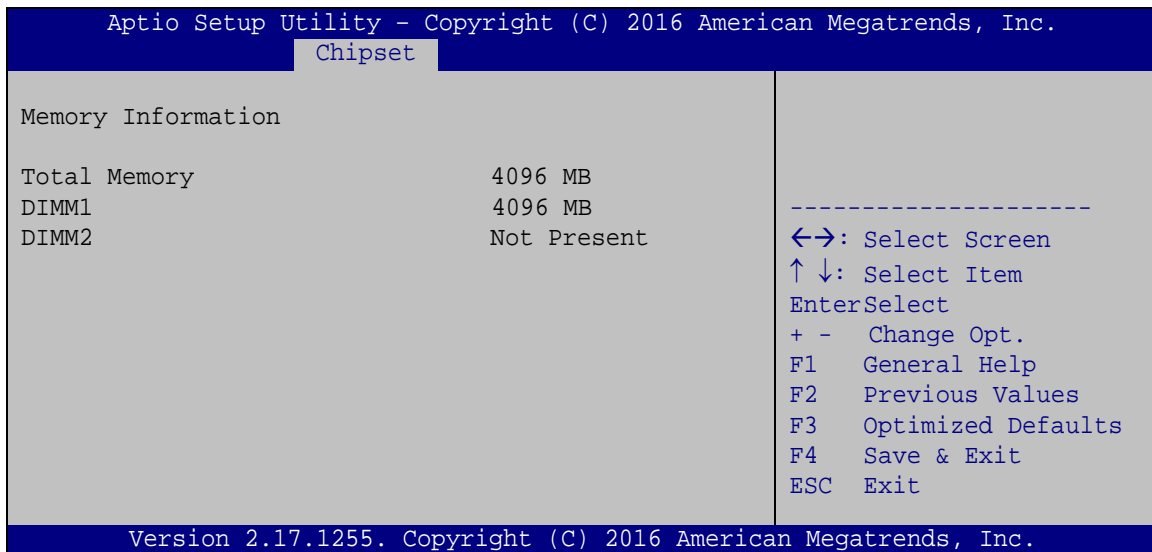 Aptio Setup Utility – Copyright (C) 2016 American Megatrends, Inc.
Chipset
Memory Information
Total Memory 4096 MB
DIMM1 4096 MB
DIMM2 Not Present
---------------------
←→: Select Screen
↑ ↓: Select Item
EnterSelect
+ - Change Opt.
F1 General Help
F2 Previous Values
F3 Optimized Defaults
F4 Save & Exit
ESC Exit
Version 2.17.1255. Copyright (C) 2016 American Megatrends, Inc.